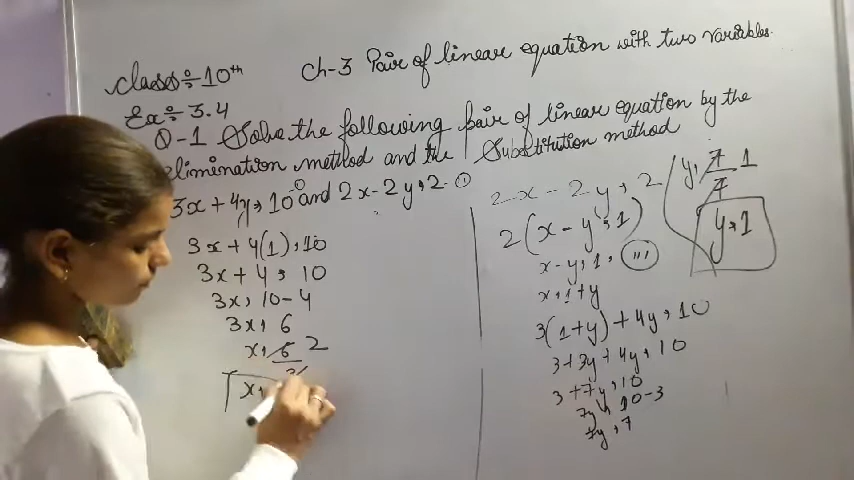 Class÷10th
Ch-3 Pair of linear equation with two variables.
Ex÷3.4
Q-1 Solve the following pair of linear equation by the
elimination method and the Substitution method
3x+4y,10-① and 2x-2y,2-①
3x+4(1),10
3x+4,10
3x,10-4
3x,6
x,6 2
x,
2x-2y,2
2(x-y,1)
x-y,1,(iii)
x,1+y
3(1+y)+4y,10
3+3y+4y,10
3+7y,10
7y,10-3
7y,7
y,7 1
7
y,1